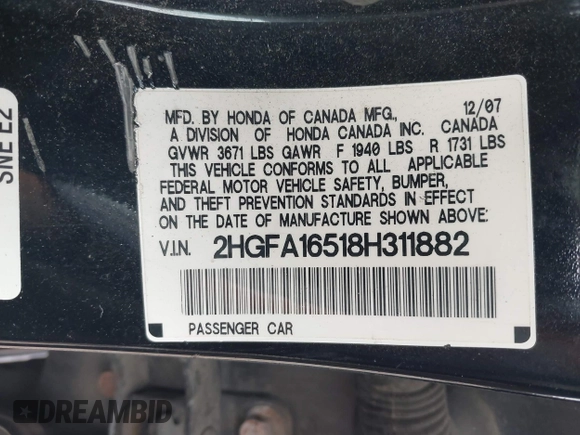 MFD. BY HONDA OF CANADA MFG., 12/07
A DIVISION OF HONDA CANADA INC. CANADA
GVWR 3671 LBS GAWR F 1940 LBS R 1731 LBS
THIS VEHICLE CONFORMS TO ALL APPLICABLE
FEDERAL MOTOR VEHICLE SAFETY, BUMPER,
AND THEFT PREVENTION STANDARDS IN EFFECT
ON THE DATE OF MANUFACTURE SHOWN ABOVE:
V.I.N. 2HGFA16518H311882
PASSENGER CAR
SNE EZ
DREAMBID